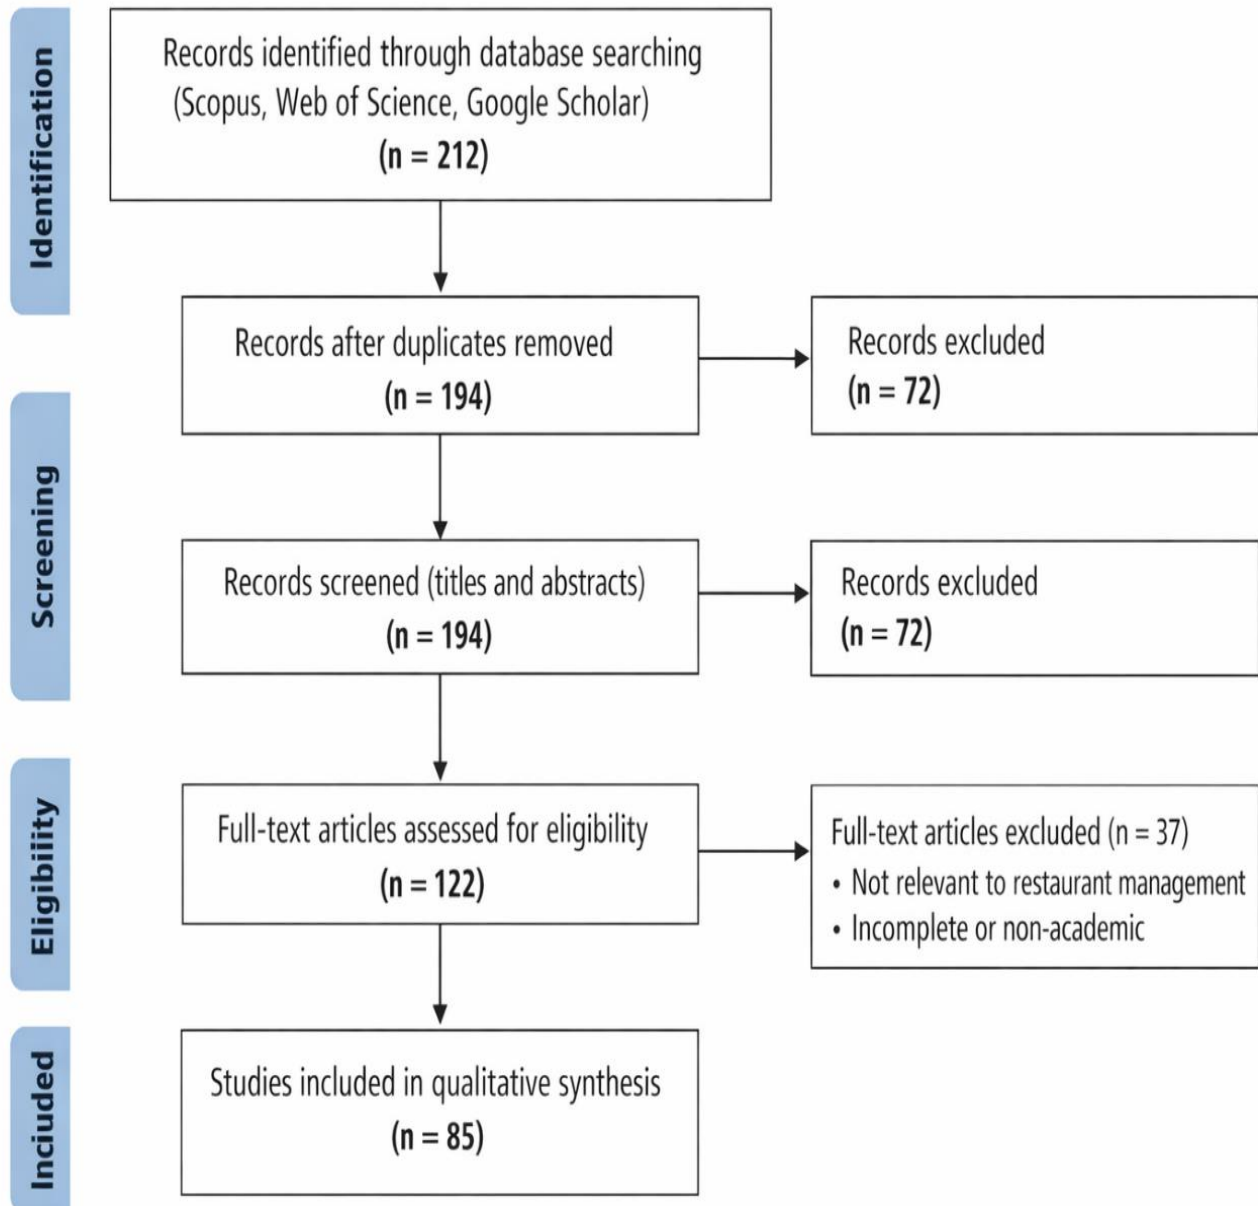 Identification
Records identified through database searching
(Scopus, Web of Science, Google Scholar)
(n = 212)
Records after duplicates removed
(n = 194)
Records excluded
(n = 72)
Screening
Records screened (titles and abstracts)
(n = 194)
Records excluded
(n = 72)
Eligibility
Full-text articles assessed for eligibility
(n = 122)
Full-text articles excluded (n = 37)
• Not relevant to restaurant management
• Incomplete or non-academic
Inciuded
Studies included in qualitative synthesis
(n = 85)